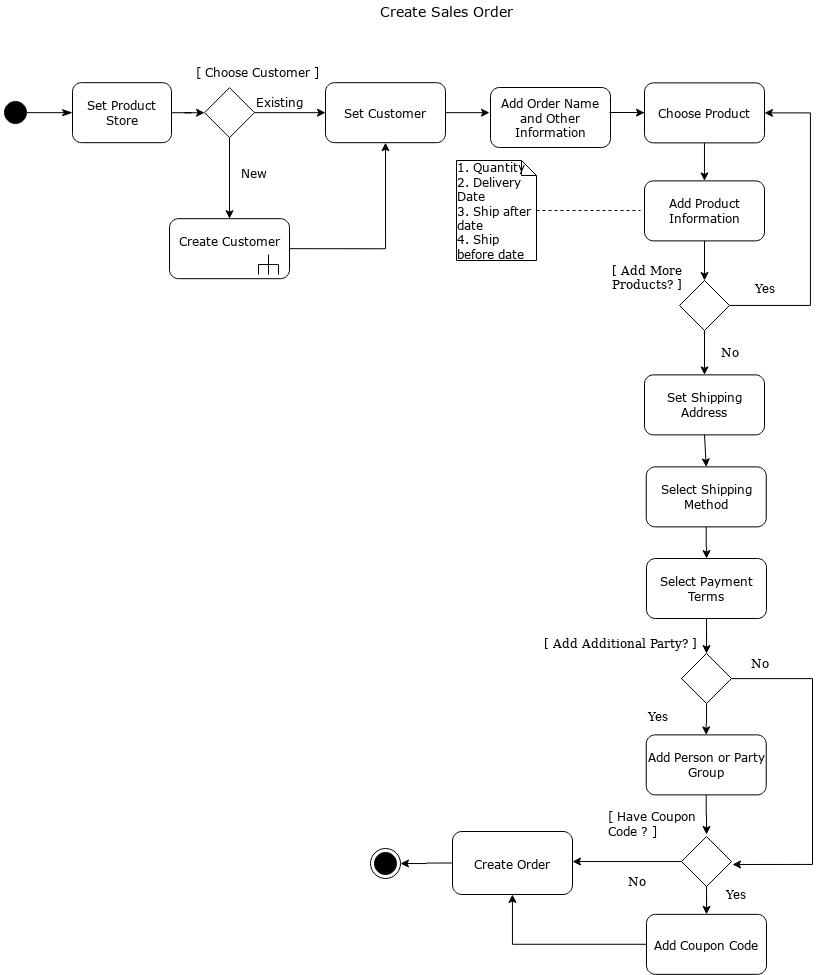 Create Sales Order
[ Choose Customer ]
Set Product
Store
Existing
Set Customer
Add Order Name
and Other
Information
Choose Product
New
Create Customer
1. Quantity
2. Delivery
Date
3. Ship after
date
4. Ship
before date
Add Product
Information
[ Add More
Products? ]
Yes
No
Set Shipping
Address
Select Shipping
Method
Select Payment
Terms
[ Add Additional Party? ]
No
Yes
Add Person or Party
Group
[ Have Coupon
Code ? ]
Create Order
No
Yes
Add Coupon Code